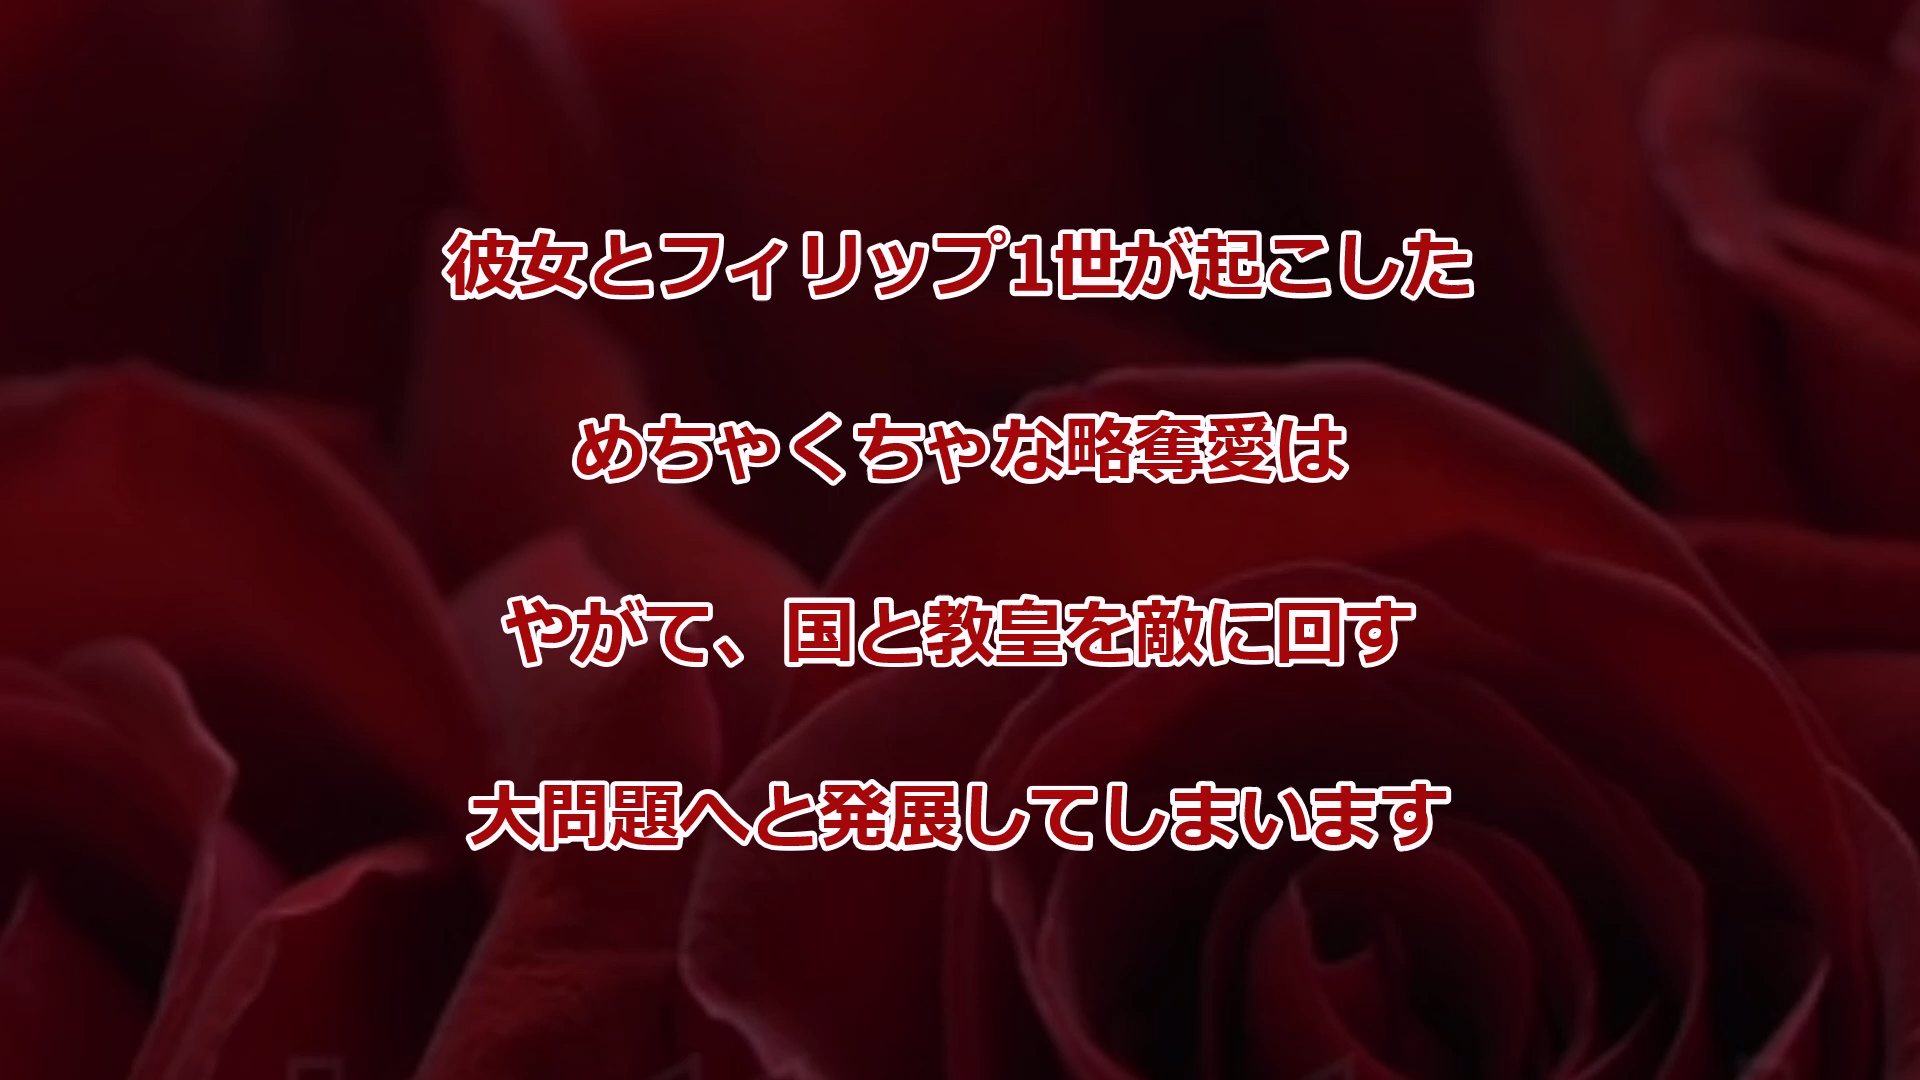 彼女とフィリップ1世が起こした
めちゃくちゃな略奪愛は
やがて、国と教皇を敵に回す
大問題へと発展してしまいます